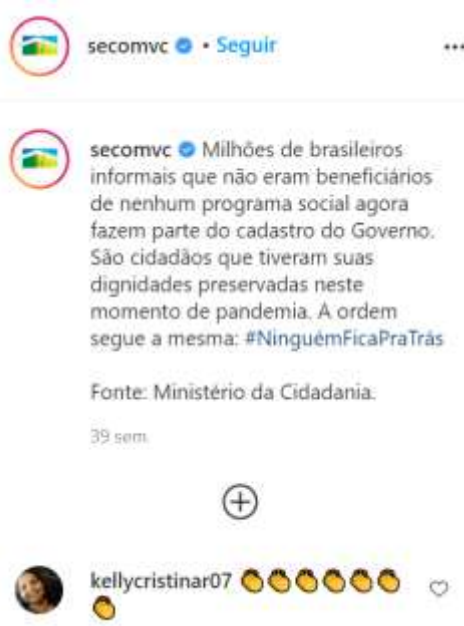 secomvc • Seguir
secomvc Milhões de brasileiros
informais que não eram beneficiários
de nenhum programa social agora
fazem parte do cadastro do Governo.
São cidadãos que tiveram suas
dignidades preservadas neste
momento de pandemia. A ordem
segue a mesma: #NinguémFicaPraTrás
Fonte: Ministério da Cidadania.
39 sem
kellycristinar07 👏👏👏👏👏👏
👏